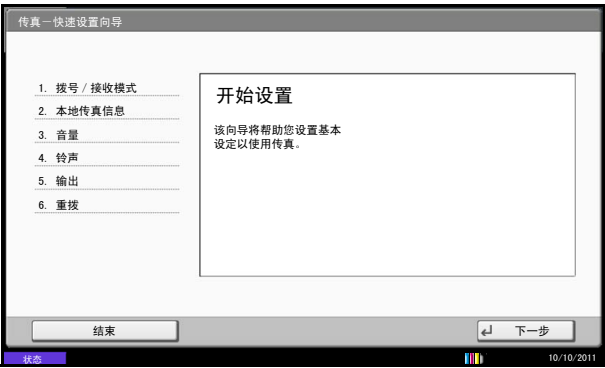 传真－快速设置向导
1. 拨号 / 接收模式
2. 本地传真信息
3. 音量
4. 铃声
5. 输出
6. 重拨
开始设置
该向导将帮助您设置基本
设定以使用传真。
结束
下一步
状态
10/10/2011